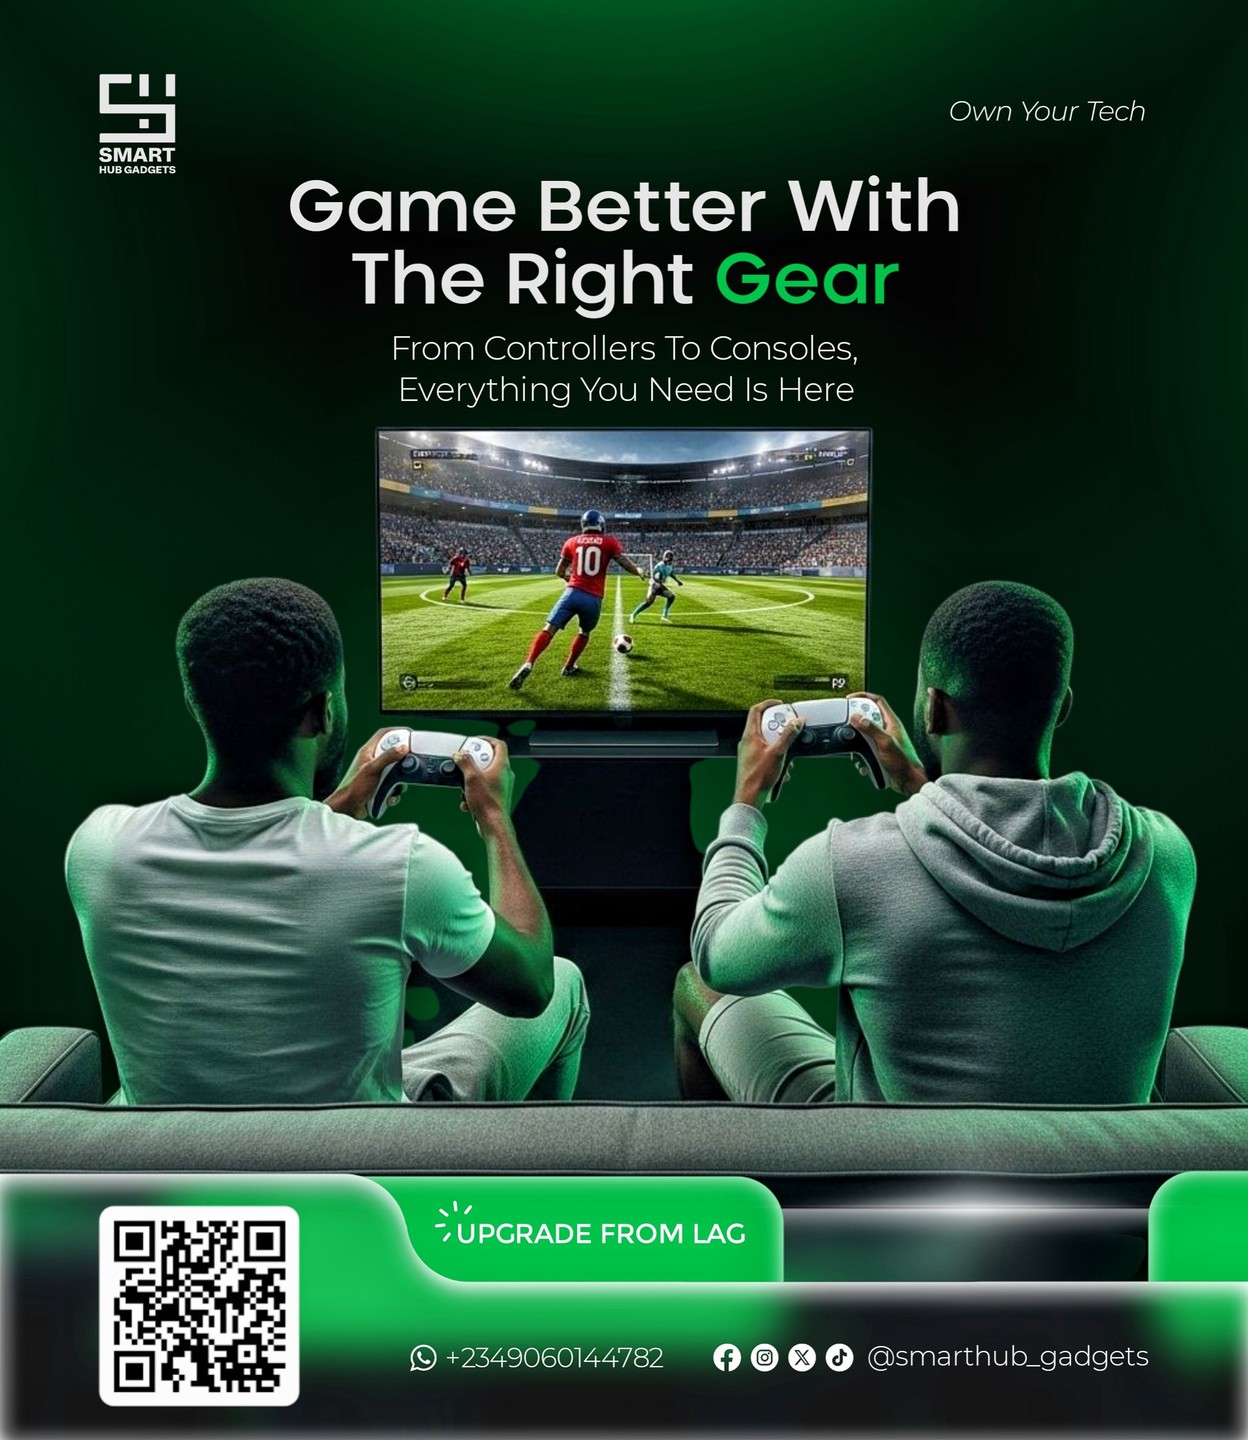 SMART
HUB GADGETS
Own Your Tech
Game Better With
The Right Gear
From Controllers To Consoles,
Everything You Need Is Here
10
UPGRADE FROM LAG
+2349060144782
@smarthub_gadgets